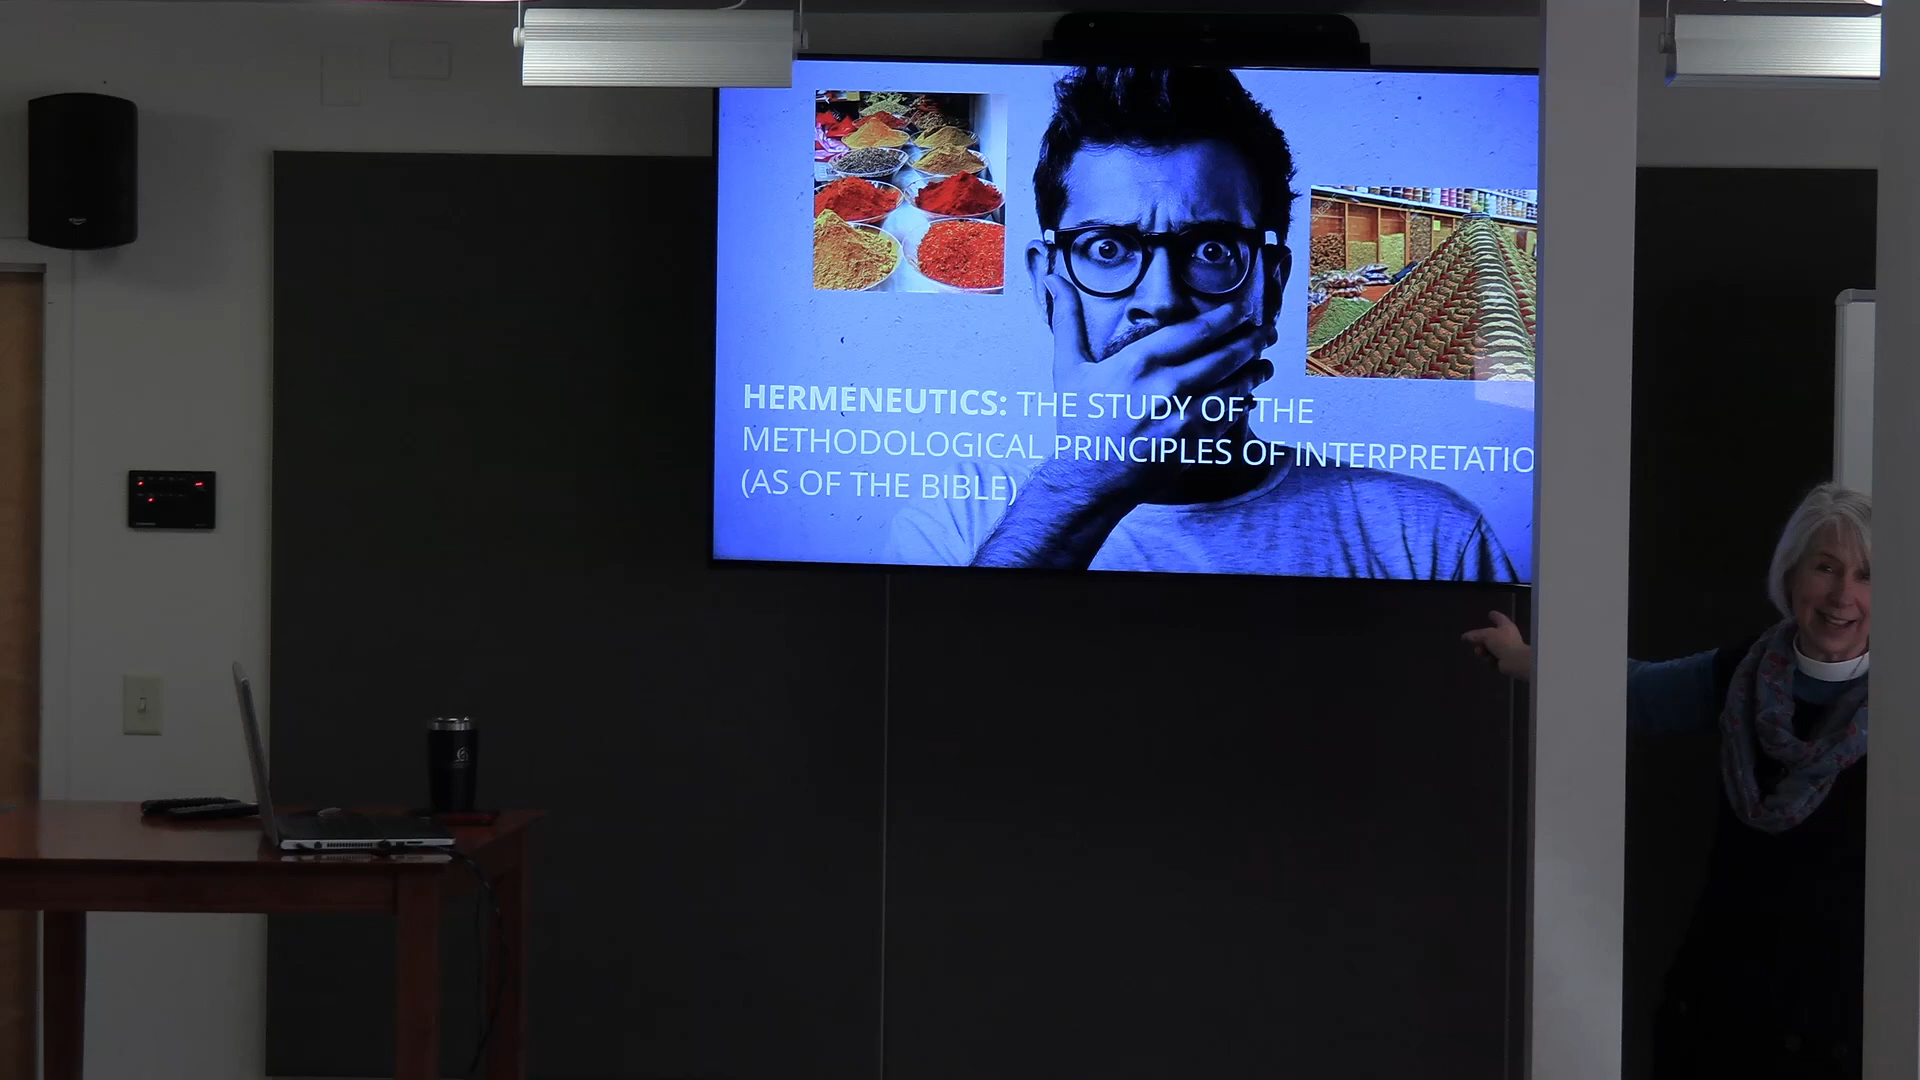 HERMENEUTICS: THE STUDY OF THE
METHODOLOGICAL PRINCIPLES OF INTERPRETATIO
(AS OF THE BIBLE)